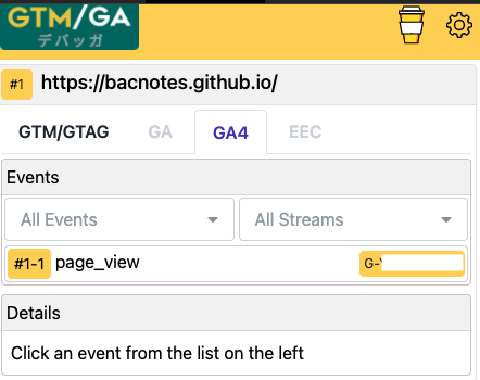 GTM/GA
デバッガ
#1 https://bacnotes.github.io/
GTM/GTAG GA GA4 EEC
Events
All Events All Streams
#1-1 page_view G-
Details
Click an event from the list on the left